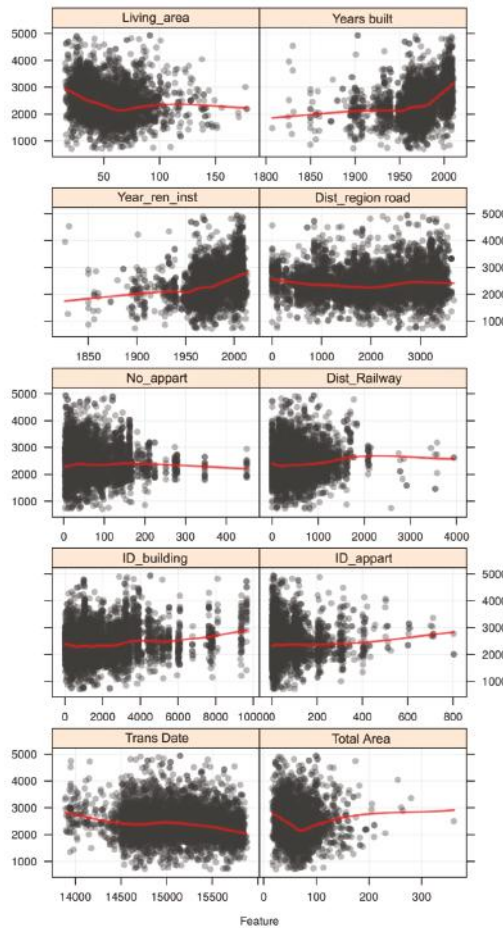 Living_area Years built
5000
4000
3000
2000
1000
50 100 150 1800 1850 1900 1950 2000
Year_ren_inst Dist_region road
5000
4000
3000
2000
1000
1850 1900 1950 2000 0 1000 2000 3000
No_appart Dist_Railway
5000
4000
3000
2000
1000
0 100 200 300 400 0 1000 2000 3000 4000
ID_building ID_appart
5000
4000
3000
2000
1000
0 2000 4000 6000 8000 10000 200 400 600 800
Trans Date Total Area
5000
4000
3000
2000
1000
14000 14500 15000 15500 0 100 200 300
Feature